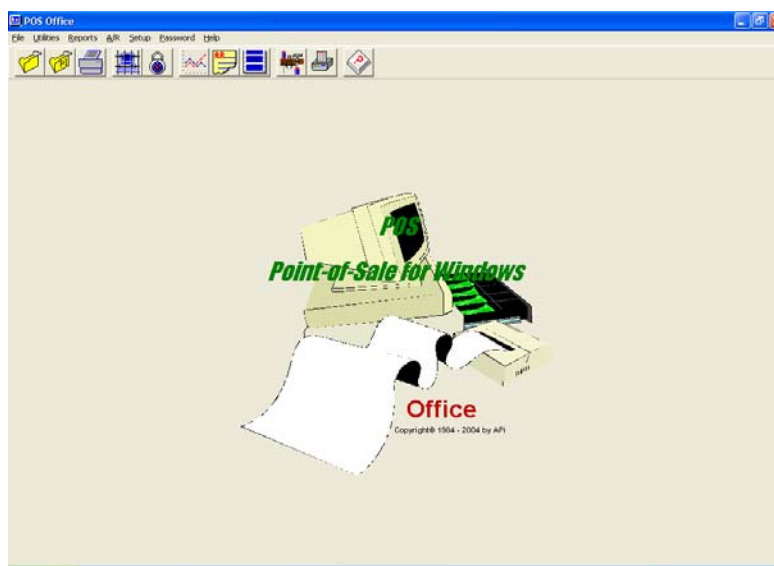 POS Office
File Utilities Reports A/R Setup Password Help
POS
Point-of-Sale for Windows
Office
Copyright© 1984 - 2004 by APi